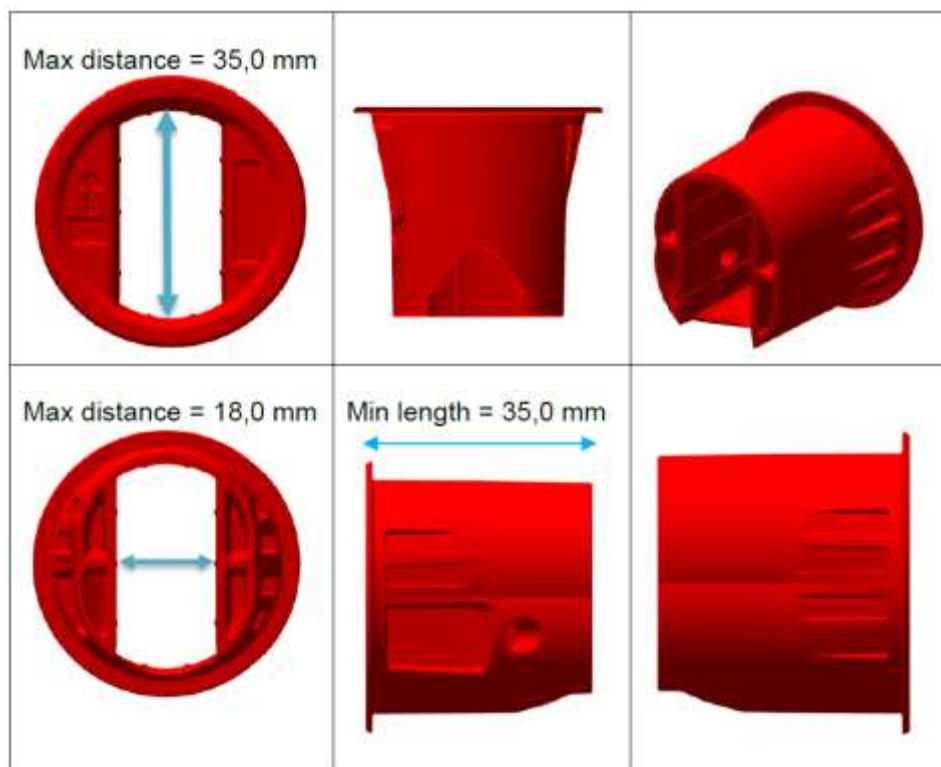 Max distance = 35,0 mm
Max distance = 18,0 mm
Min length = 35,0 mm